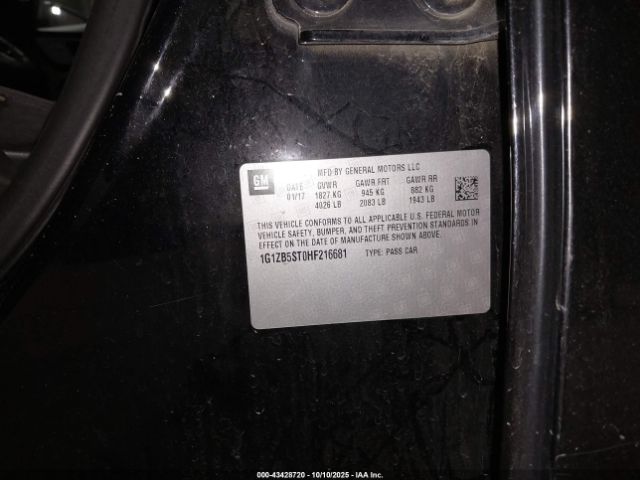 GM
MFD BY GENERAL MOTORS LLC
DATE GVWR GAWR FRT GAWR RR
01/17 1827 KG 945 KG 882 KG
4026 LB 2083 LB 1943 LB
THIS VEHICLE CONFORMS TO ALL APPLICABLE U.S. FEDERAL MOTOR
VEHICLE SAFETY, BUMPER, AND THEFT PREVENTION STANDARDS IN
EFFECT ON THE DATE OF MANUFACTURE SHOWN ABOVE.
1G1ZB5ST0HF216681 TYPE: PASS CAR
000-43428720 - 10/10/2025 - IAA Inc.